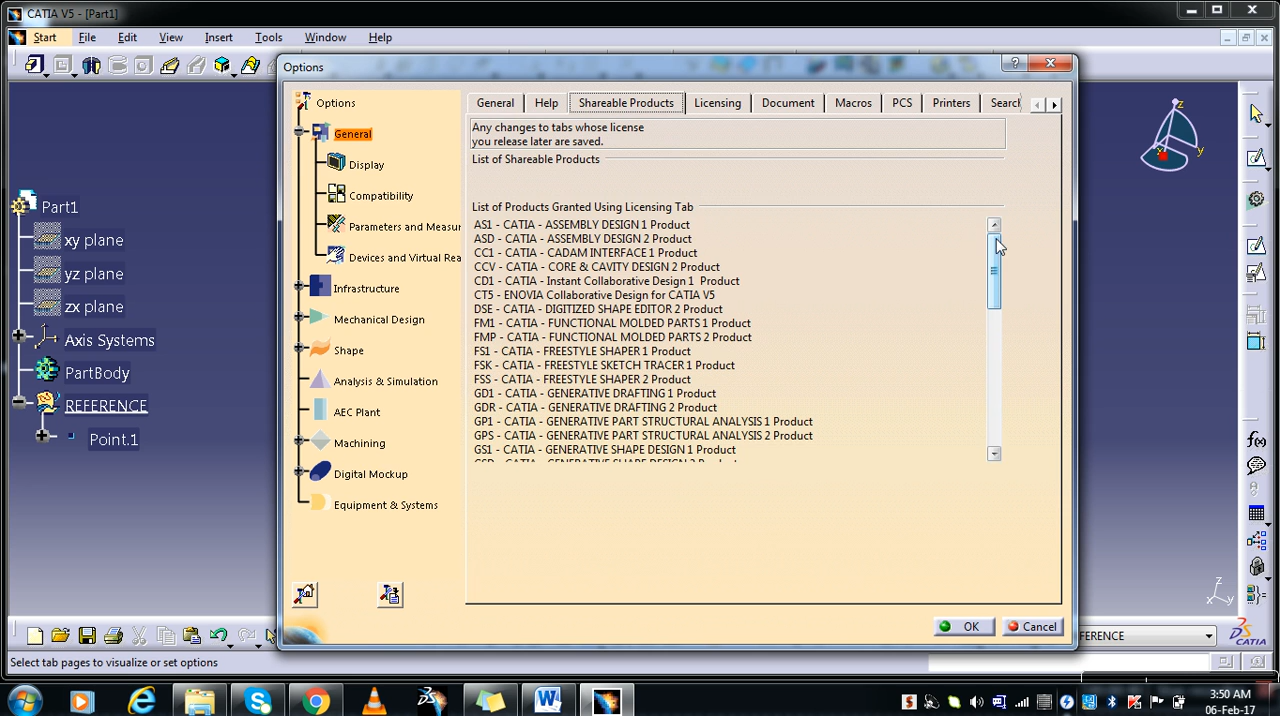 CATIA V5 - [Part1]
Start File Edit View Insert Tools Window Help
Options
Options
General
Display
Compatibility
Parameters and Measur
Devices and Virtual Rea
Infrastructure
Mechanical Design
Shape
Analysis & Simulation
AEC Plant
Machining
Digital Mockup
Equipment & Systems
General Help Shareable Products Licensing Document Macros PCS Printers Search
Any changes to tabs whose license
you release later are saved.
List of Shareable Products
List of Products Granted Using Licensing Tab
AS1 - CATIA - ASSEMBLY DESIGN 1 Product
ASD - CATIA - ASSEMBLY DESIGN 2 Product
CC1 - CATIA - CADAM INTERFACE 1 Product
CCV - CATIA - CORE & CAVITY DESIGN 2 Product
CD1 - CATIA - Instant Collaborative Design 1 Product
CT5 - ENOVIA Collaborative Design for CATIA V5
DSE - CATIA - DIGITIZED SHAPE EDITOR 2 Product
FM1 - CATIA - FUNCTIONAL MOLDED PARTS 1 Product
FMP - CATIA - FUNCTIONAL MOLDED PARTS 2 Product
FS1 - CATIA - FREESTYLE SHAPER 1 Product
FSK - CATIA - FREESTYLE SKETCH TRACER 1 Product
FSS - CATIA - FREESTYLE SHAPER 2 Product
GD1 - CATIA - GENERATIVE DRAFTING 1 Product
GDR - CATIA - GENERATIVE DRAFTING 2 Product
GP1 - CATIA - GENERATIVE PART STRUCTURAL ANALYSIS 1 Product
GPS - CATIA - GENERATIVE PART STRUCTURAL ANALYSIS 2 Product
GS1 - CATIA - GENERATIVE SHAPE DESIGN 1 Product
GSD - CATIA - GENERATIVE SHAPE DESIGN 2 Product
OK Cancel
Part1
xy plane
yz plane
zx plane
Axis Systems
PartBody
REFERENCE
Point.1
z
y
x
f(x)
z
x y
FERENCE
CATIA
Select tab pages to visualize or set options
3:50 AM
06-Feb-17